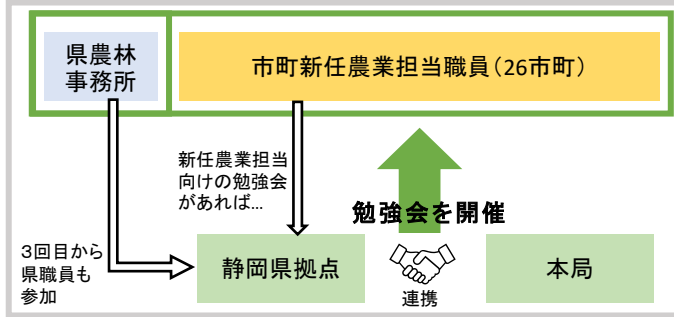 県農林
事務所
市町新任農業担当職員（26市町）
新任農業担当
向けの勉強会
があれば…
勉強会を開催
3回目から
県職員も
参加
静岡県拠点
連携
本局